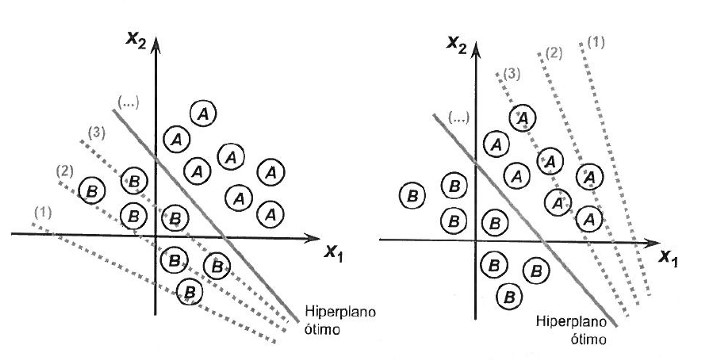 X₂
(...)
(3)
(2)
(1)
A
A
A
A
A
A
A
B
B
B
B
B
B
B
X₁
Hiperplano
ótimo
X₂
(1)
(2)
(3)
(...)
A
A
A
A
A
A
A
B
B
B
B
B
B
B
X₁
Hiperplano
ótimo